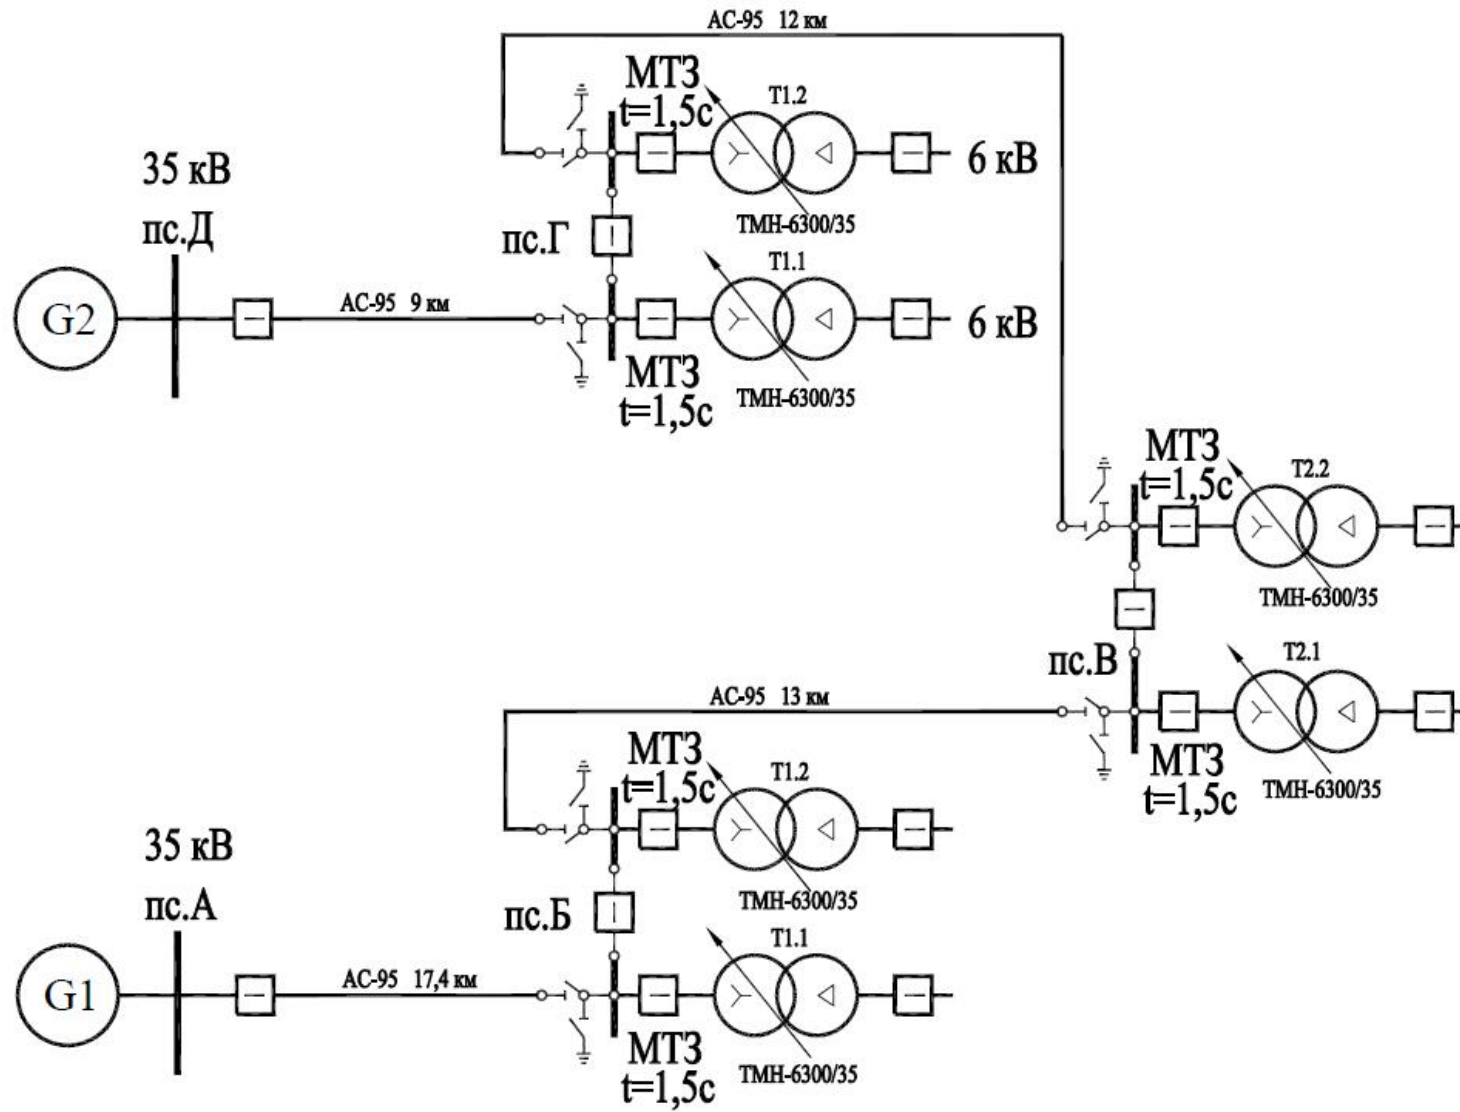 АС-95 12 км
МТЗ
t=1,5с
Т1.2
6 кВ
ТМН-6300/35
35 кВ
пс.Д
пс.Г
G2
АС-95 9 км
Т1.1
6 кВ
МТЗ
t=1,5с
ТМН-6300/35
МТЗ
t=1,5с
Т2.2
ТМН-6300/35
пс.В
Т2.1
АС-95 13 км
МТЗ
t=1,5с
ТМН-6300/35
МТЗ
t=1,5с
Т1.2
ТМН-6300/35
35 кВ
пс.А
пс.Б
G1
АС-95 17,4 км
Т1.1
МТЗ
t=1,5с
ТМН-6300/35